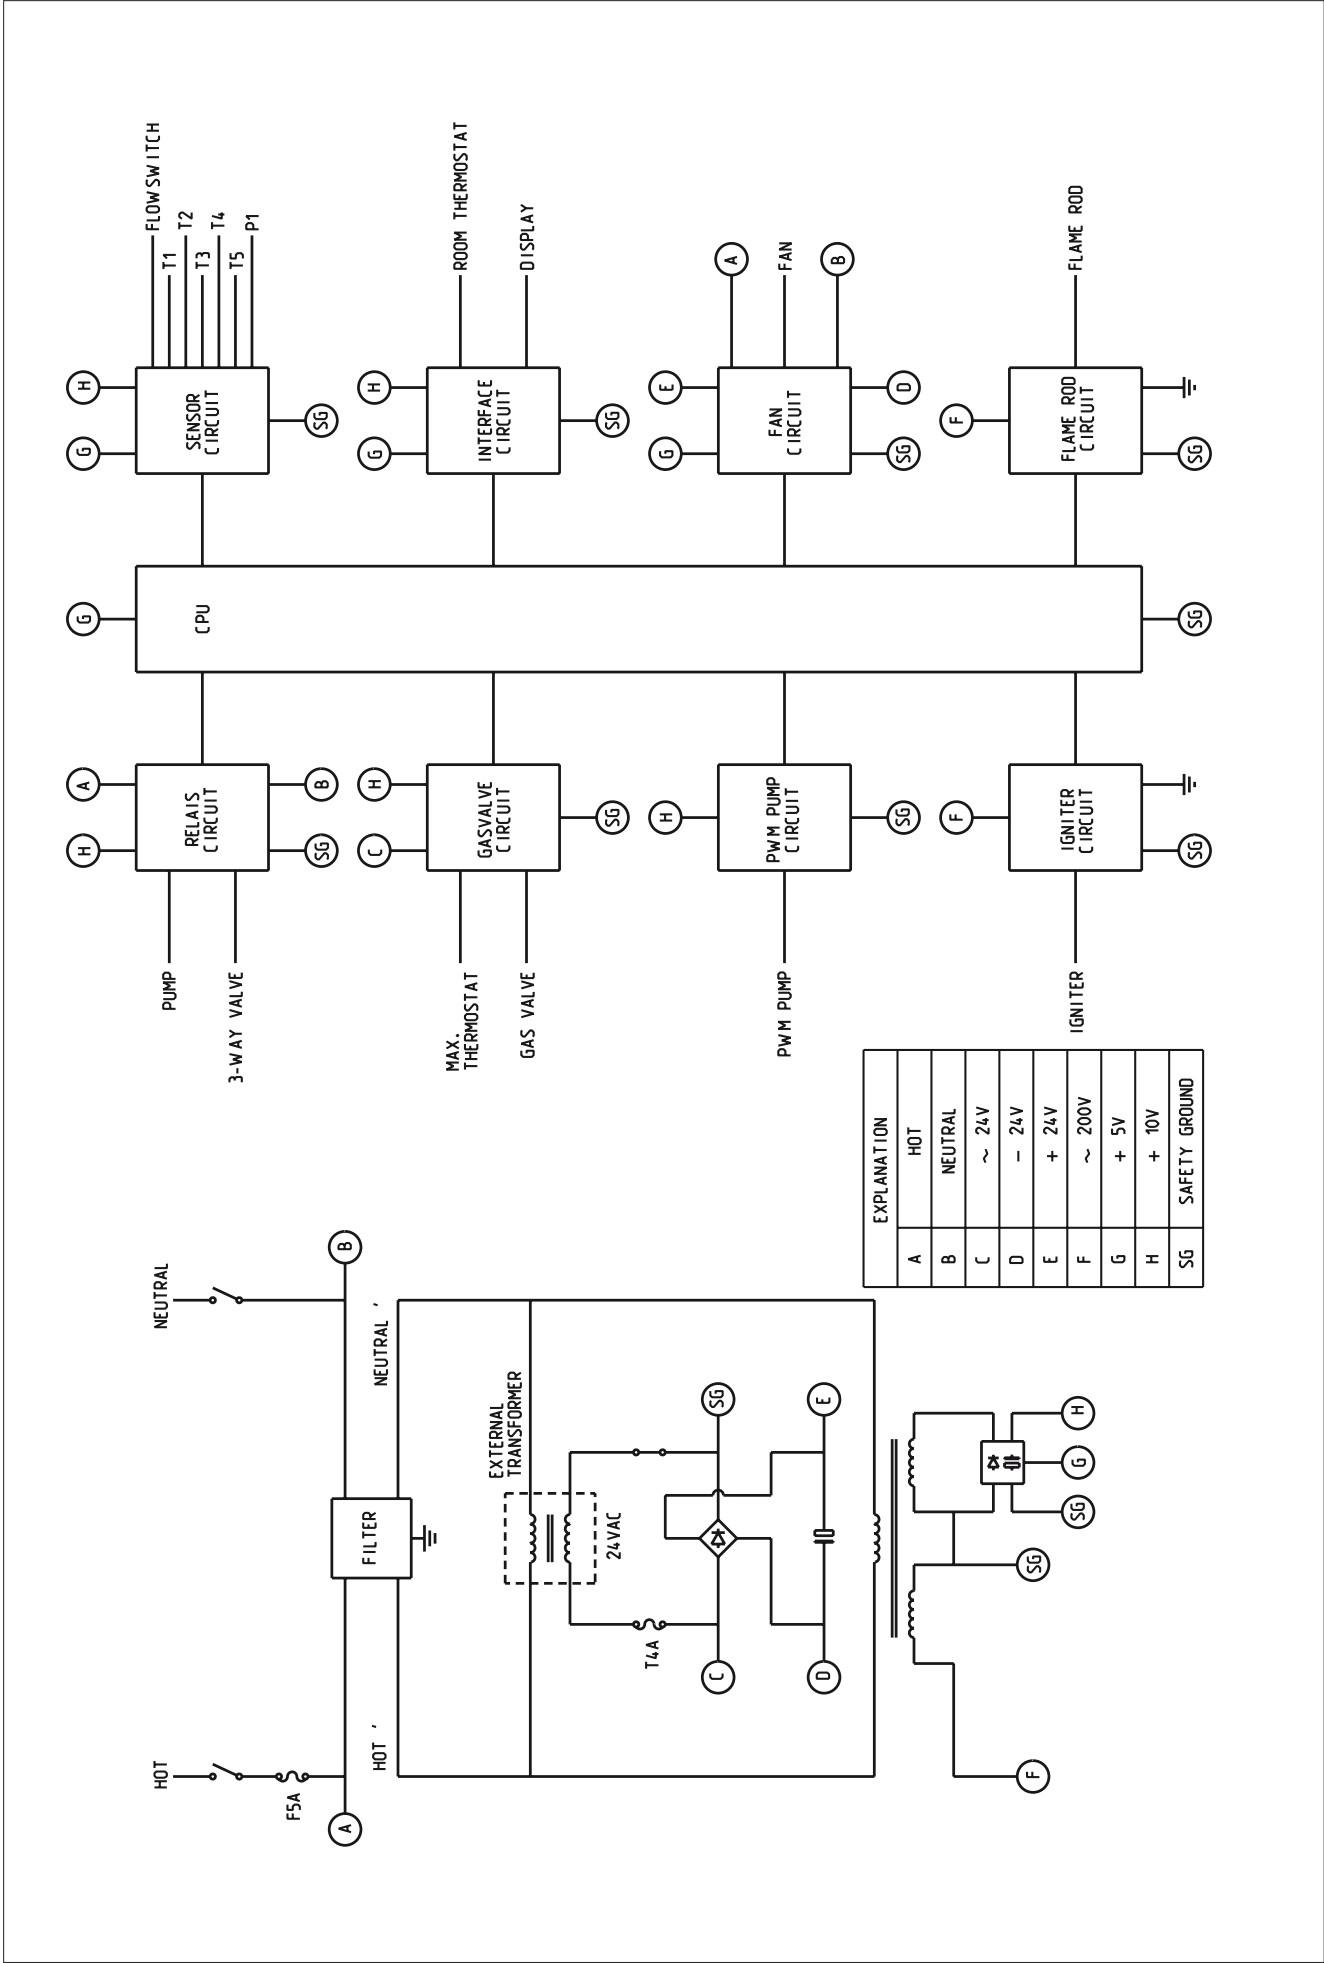 HOT
F5A
A
HOT '
NEUTRAL
B
NEUTRAL '
FILTER
EXTERNAL
TRANSFORMER
24VAC
T4A
C
SG
D
E
F
SG
SG
G
H
EXPLANATION
A HOT
B NEUTRAL
C ~ 24V
D - 24V
E + 24V
F ~ 200V
G + 5V
H + 10V
SG SAFETY GROUND
PUMP
3-WAY VALVE
H
A
RELAIS
CIRCUIT
SG
B
MAX.
THERMOSTAT
GAS VALVE
C
H
GASVALVE
CIRCUIT
SG
PWM PUMP
H
PWM PUMP
CIRCUIT
SG
IGNITER
F
IGNITER
CIRCUIT
SG
G
CPU
SG
G
H
SENSOR
CIRCUIT
SG
FLOWSWITCH
T1
T2
T3
T4
T5
P1
G
H
INTERFACE
CIRCUIT
SG
ROOM THERMOSTAT
DISPLAY
G
E
FAN
CIRCUIT
SG
D
A
FAN
B
F
FLAME ROD
CIRCUIT
SG
FLAME ROD